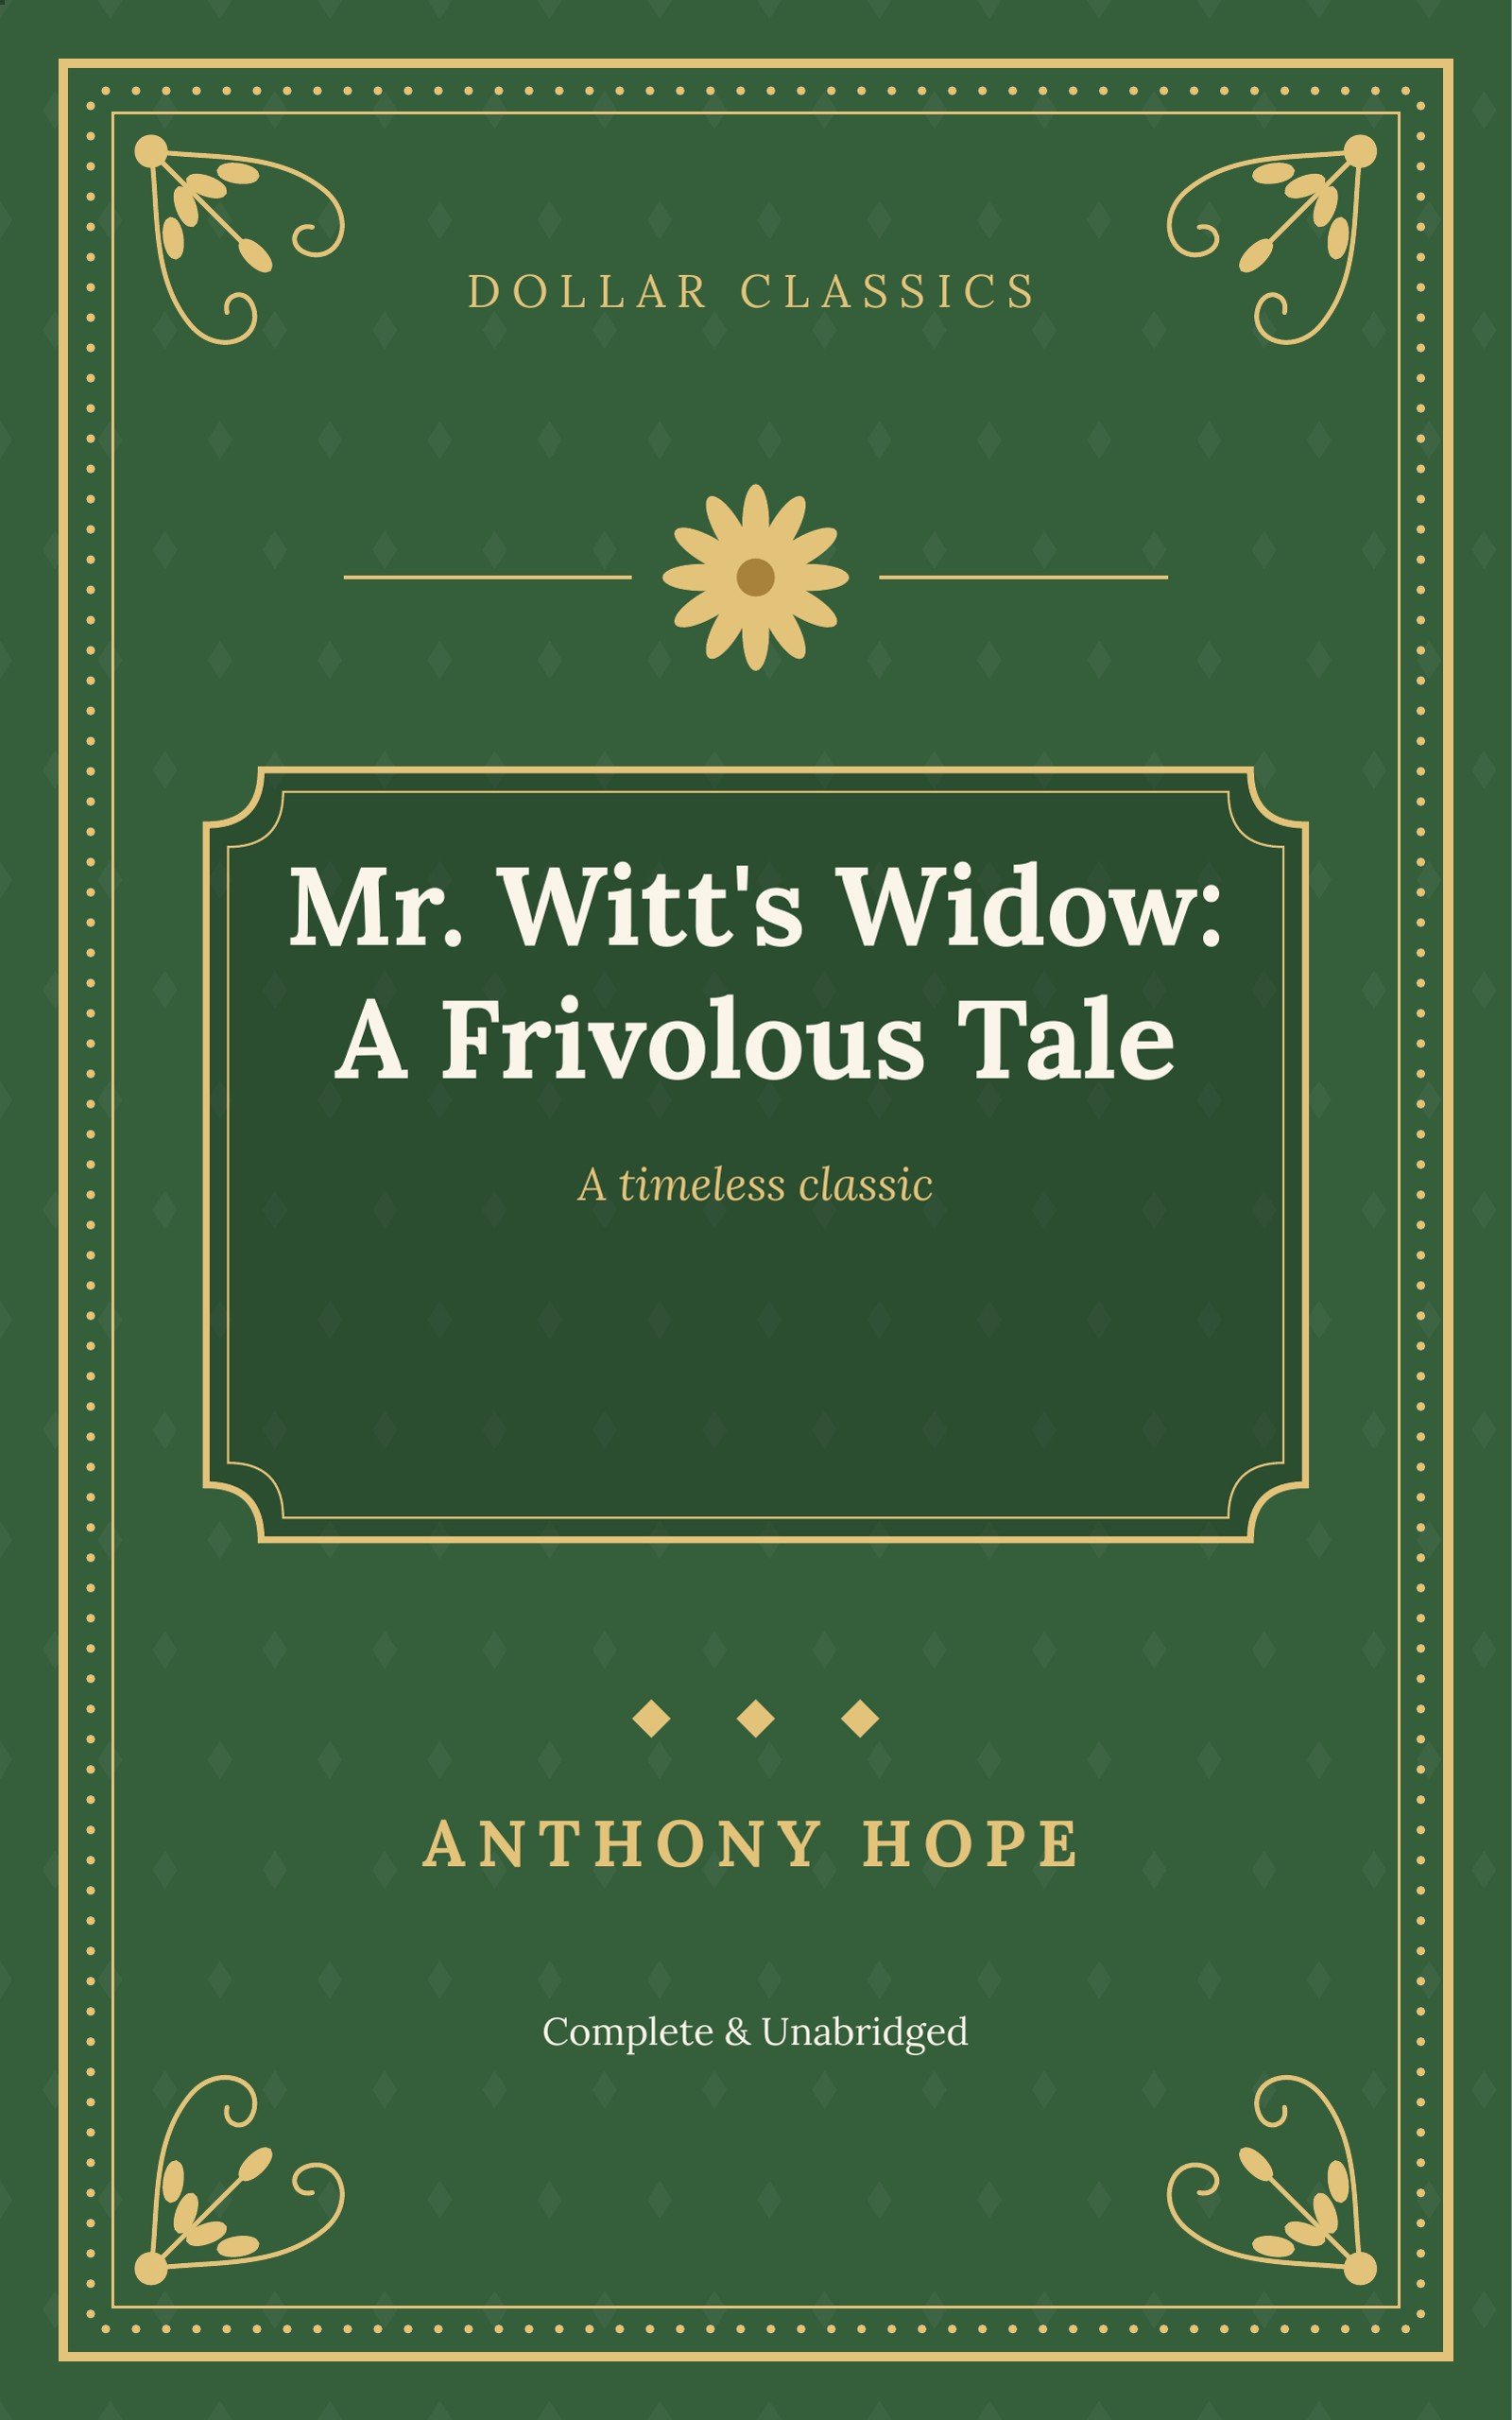 DOLLAR CLASSICS
Mr. Witt's Widow:
A Frivolous Tale
A timeless classic
ANTHONY HOPE
Complete & Unabridged